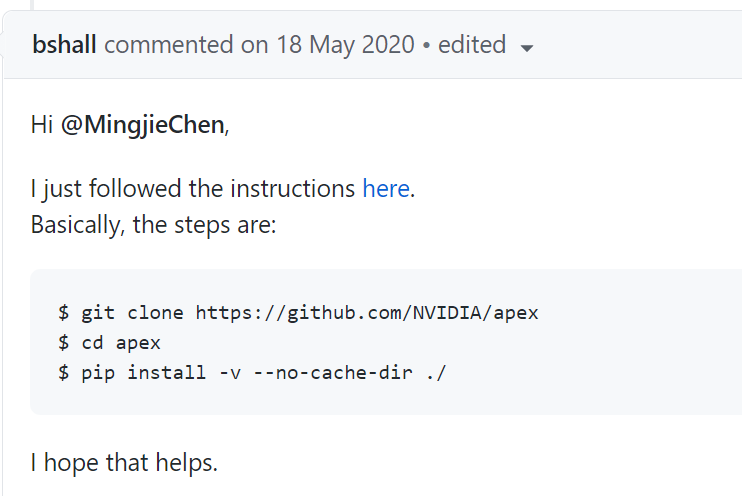 bshall commented on 18 May 2020 • edited
Hi @MingjieChen,
I just followed the instructions here.
Basically, the steps are:
$ git clone https://github.com/NVIDIA/apex
$ cd apex
$ pip install -v --no-cache-dir ./
I hope that helps.